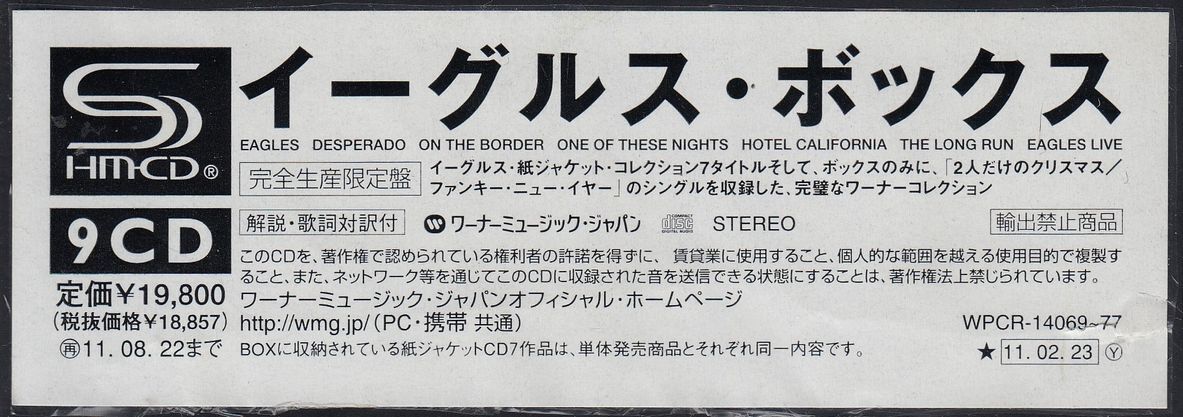 SHM-CD®
イーグルス・ボックス
EAGLES DESPERADO ON THE BORDER ONE OF THESE NIGHTS HOTEL CALIFORNIA THE LONG RUN EAGLES LIVE
完全生産限定盤
イーグルス・紙ジャケット・コレクション7タイトルそして、ボックスのみに、「2人だけのクリスマス/
ファンキー・ニュー・イヤー」のシングルを収録した、完璧なワーナーコレクション
9CD
解説・歌詞対訳付 ワーナーミュージック・ジャパン COMPACT disc DIGITAL AUDIO STEREO 輸出禁止商品
このCDを、著作権で認められている権利者の許諾を得ずに、賃貸業に使用すること、個人的な範囲を越える使用目的で複製す
ること、また、ネットワーク等を通じてこのCDに収録された音を送信できる状態にすることは、著作権法上禁じられています。
定価¥19,800
(税抜価格¥18,857)
再11.08.22まで
ワーナーミュージック・ジャパンオフィシャル・ホームページ
http://wmg.jp/(PC・携帯 共通)
WPCR-14069~77
BOXに収納されている紙ジャケットCD7作品は、単体発売商品とそれぞれ同一内容です。
★11.02.23Ⓨ